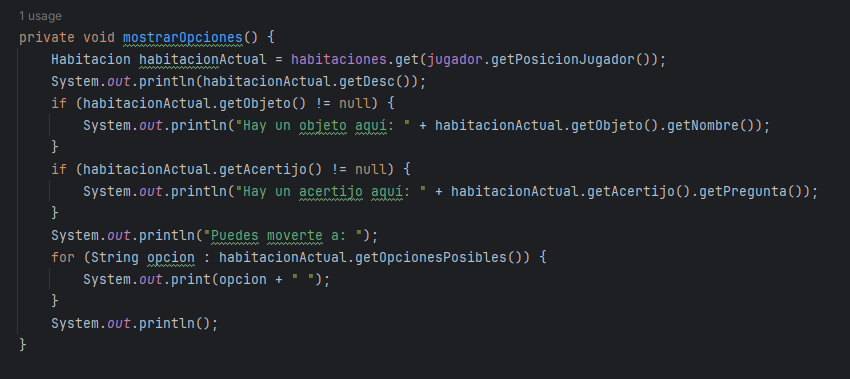 1 usage
private void mostrarOpciones() {
    Habitacion habitacionActual = habitaciones.get(jugador.getPosicionJugador());
    System.out.println(habitacionActual.getDesc());
    if (habitacionActual.getObjeto() != null) {
        System.out.println("Hay un objeto aquí: " + habitacionActual.getObjeto().getNombre());
    }
    if (habitacionActual.getAcertijo() != null) {
        System.out.println("Hay un acertijo aquí: " + habitacionActual.getAcertijo().getPregunta());
    }
    System.out.println("Puedes moverte a: ");
    for (String opcion : habitacionActual.getOpcionesPosibles()) {
        System.out.print(opcion + " ");
    }
    System.out.println();
}